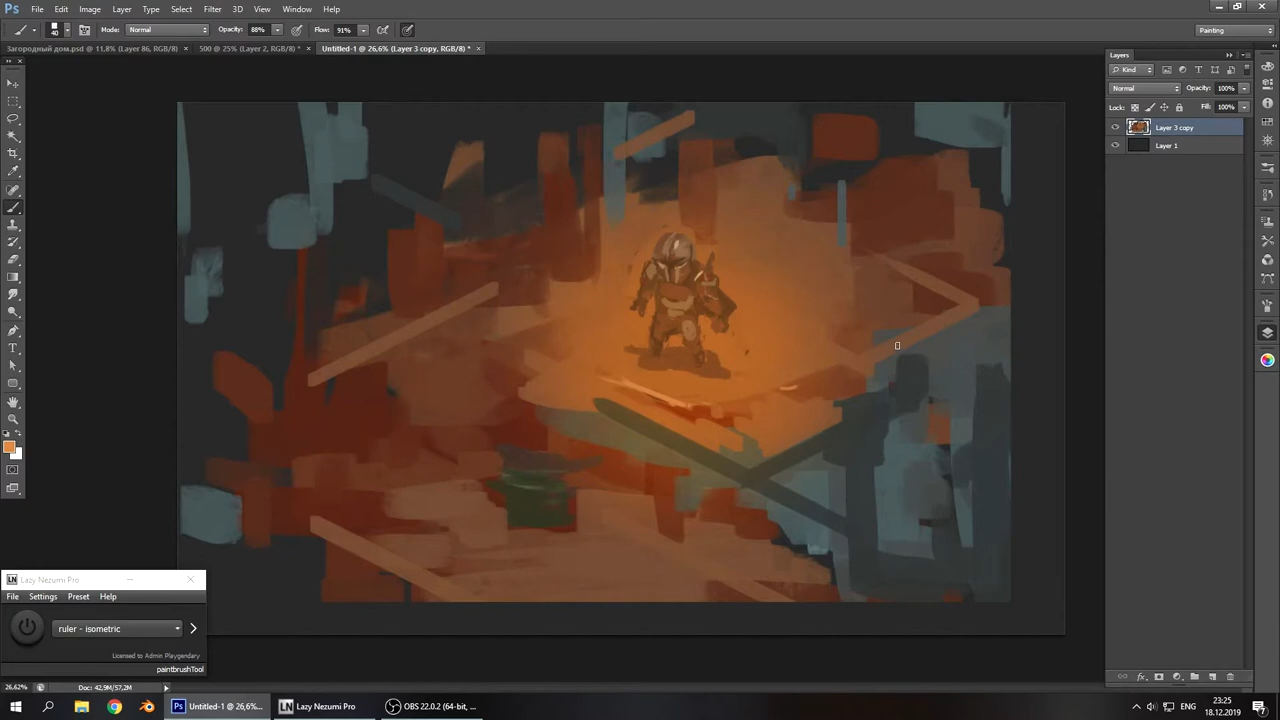 Ps File Edit Image Layer Type Select Filter 3D View Window Help
40 Mode: Normal Opacity: 88% Flow: 91% Painting
Загородный дом.psd @ 11,8% (Layer 86, RGB/8) × 500 @ 25% (Layer 2, RGB/8) * × Untitled-1 @ 26,6% (Layer 3 copy, RGB/8) * ×
Layers
Kind
Normal Opacity: 100%
Lock: Fill: 100%
Layer 3 copy
Layer 1
LN Lazy Nezumi Pro
File Settings Preset Help
ruler - isometric
Licensed to Admin Playgendary
paintbrushTool
26,62% Doc: 42,9M/57,2M
Ps Untitled-1 @ 26,6%... LN Lazy Nezumi Pro OBS 22.0.2 (64-bit, ... ENG 23:25
18.12.2019